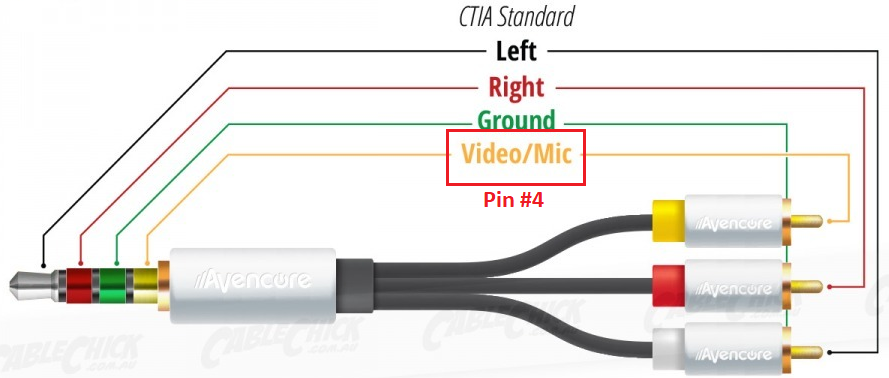 CTIA Standard
Left
Right
Ground
Video/Mic
Pin #4
Avencore
Avencore
Avencore
Avencore
CABLECHICK
.COM.AU
CABLECHICK
.COM.AU